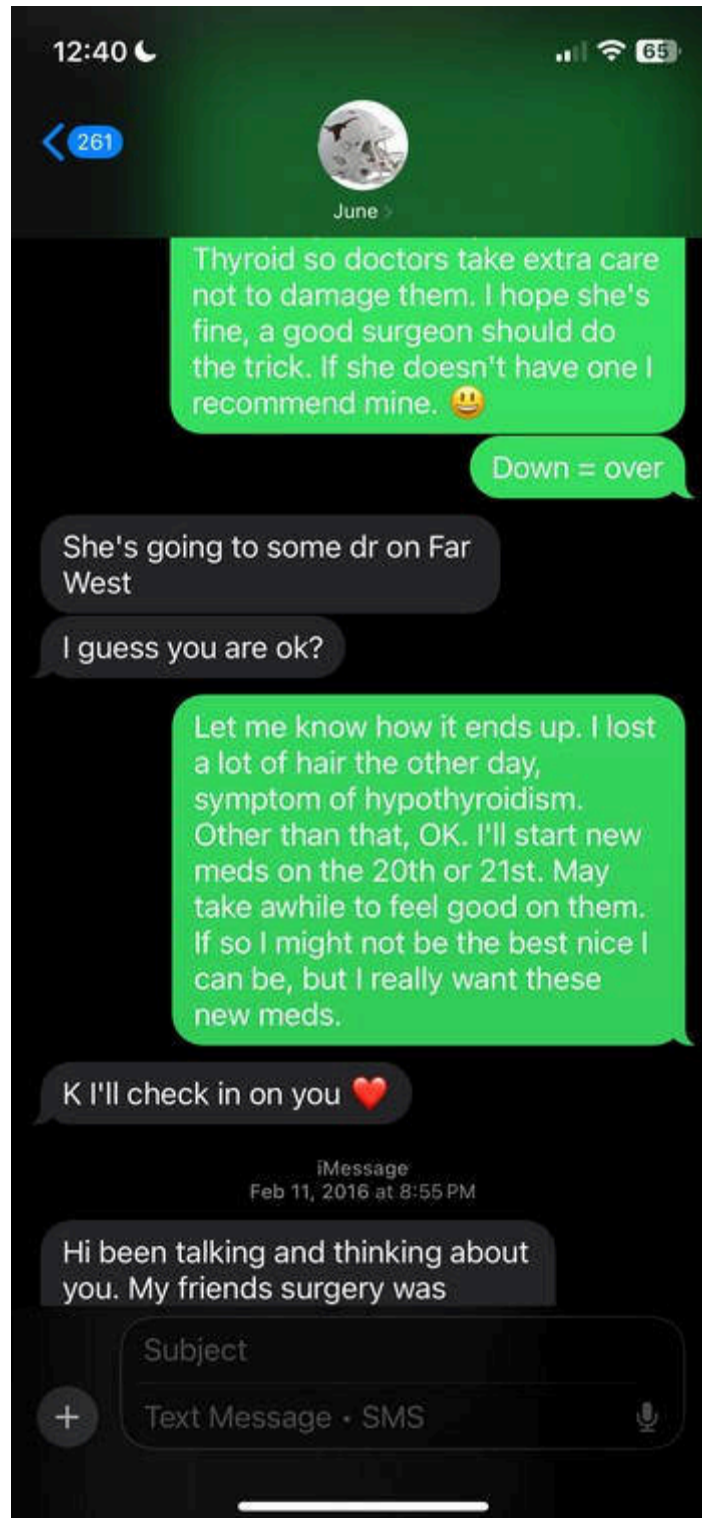 12:40
65
261
June
Thyroid so doctors take extra care
not to damage them. I hope she's
fine, a good surgeon should do
the trick. If she doesn't have one I
recommend mine. 😃
Down = over
She's going to some dr on Far
West
I guess you are ok?
Let me know how it ends up. I lost
a lot of hair the other day,
symptom of hypothyroidism.
Other than that, OK. I'll start new
meds on the 20th or 21st. May
take awhile to feel good on them.
If so I might not be the best nice I
can be, but I really want these
new meds.
K I'll check in on you ❤️
iMessage
Feb 11, 2016 at 8:55 PM
Hi been talking and thinking about
you. My friends surgery was
Subject
Text Message • SMS